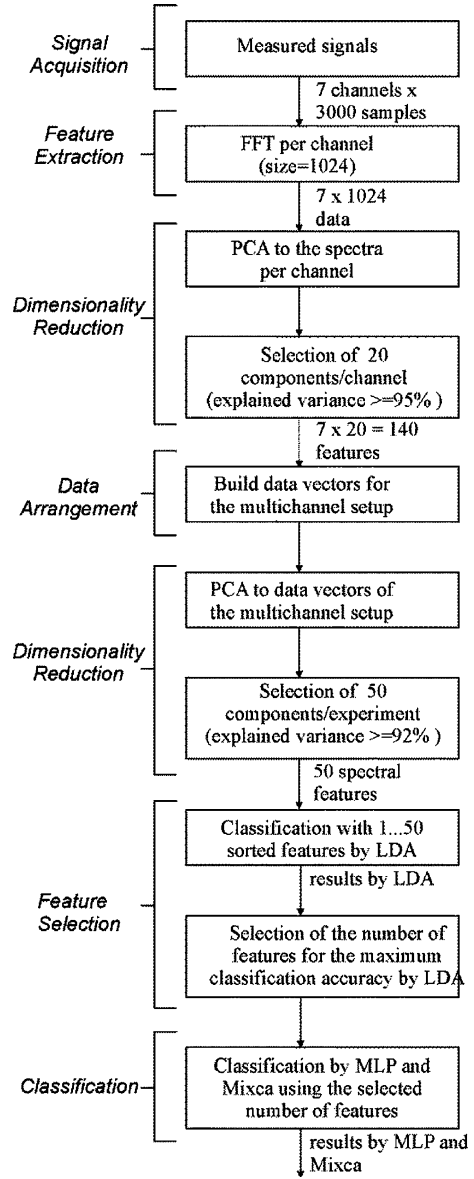 Signal
Acquisition
Measured signals
7 channels x
3000 samples
Feature
Extraction
FFT per channel
(size=1024)
7 x 1024
data
PCA to the spectra
per channel
Dimensionality
Reduction
Selection of 20
components/channel
(explained variance >=95% )
7 x 20 = 140
features
Data
Arrangement
Build data vectors for
the multichannel setup
PCA to data vectors of
the multichannel setup
Dimensionality
Reduction
Selection of 50
components/experiment
(explained variance >=92% )
50 spectral
features
Classification with 1...50
sorted features by LDA
results by LDA
Feature
Selection
Selection of the number of
features for the maximum
classification accuracy by LDA
Classification
Classification by MLP and
Mixca using the selected
number of features
results by MLP and
Mixca